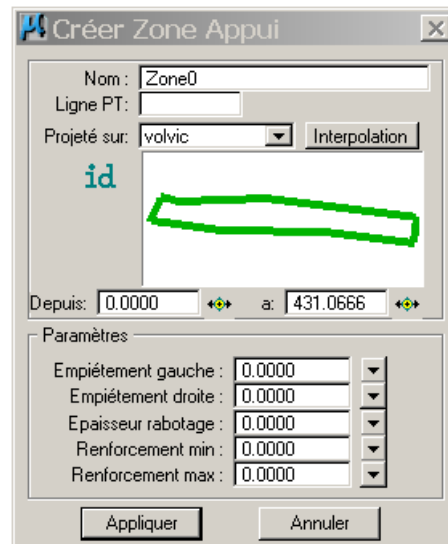 Créer Zone Appui
Nom : Zone0
Ligne PT:
Projeté sur: volvic Interpolation
id
Depuis: 0.0000 a: 431.0666
Paramètres
Empiétement gauche : 0.0000
Empiétement droite : 0.0000
Epaisseur rabotage : 0.0000
Renforcement min : 0.0000
Renforcement max : 0.0000
Appliquer Annuler